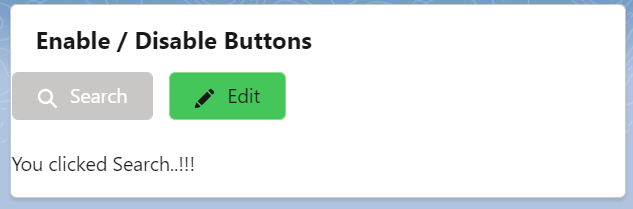 Enable / Disable Buttons
Search Edit
You clicked Search..!!!